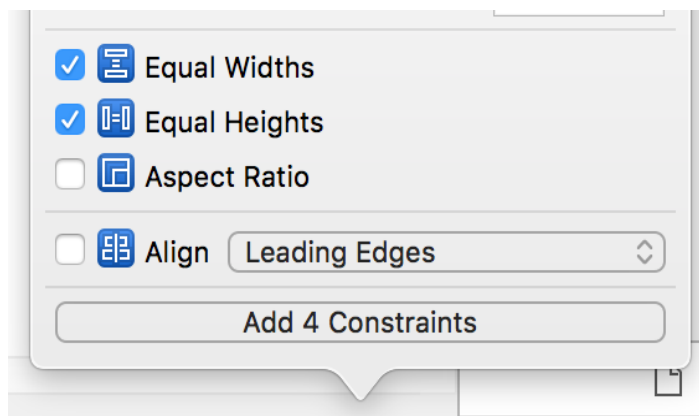 Equal Widths
Equal Heights
Aspect Ratio
Align Leading Edges
Add 4 Constraints